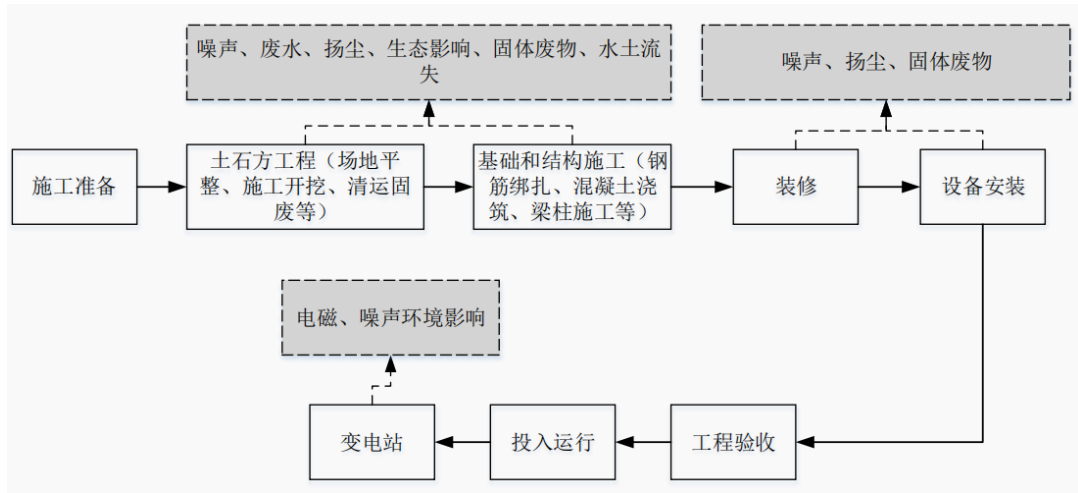 噪声、废水、扬尘、生态影响、固体废物、水土流
失
噪声、扬尘、固体废物
施工准备
土石方工程（场地平
整、施工开挖、清运固
废等）
基础和结构施工（钢
筋绑扎、混凝土浇
筑、梁柱施工等）
装修
设备安装
电磁、噪声环境影响
变电站
投入运行
工程验收